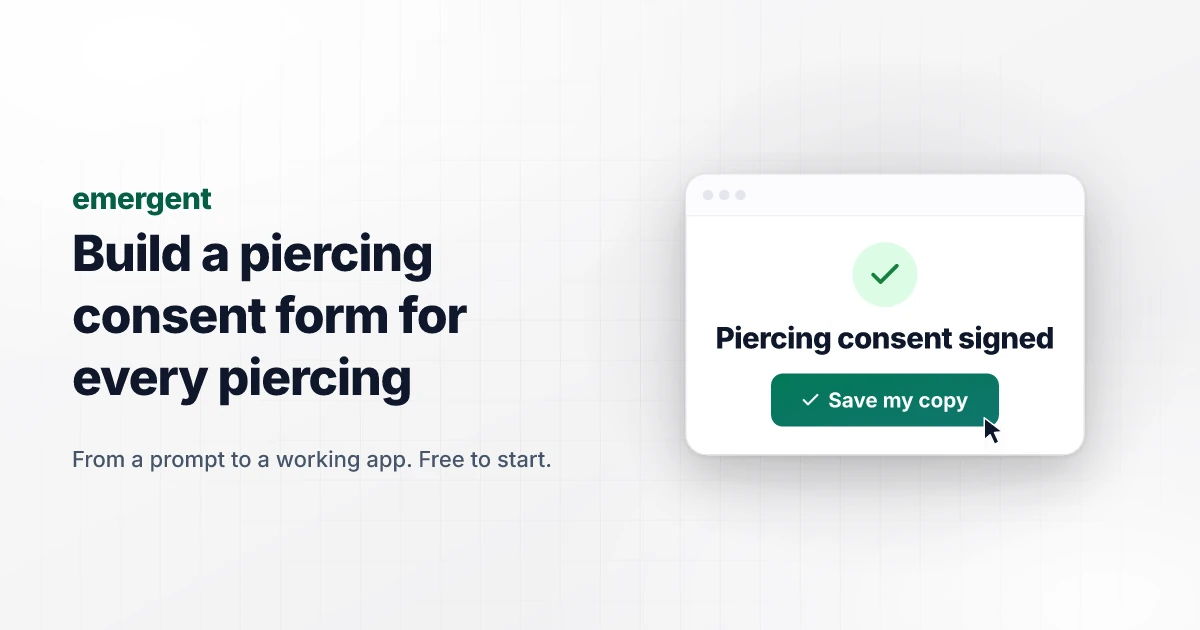 emergent
Build a piercing
consent form for
every piercing
From a prompt to a working app. Free to start.
Piercing consent signed
Save my copy